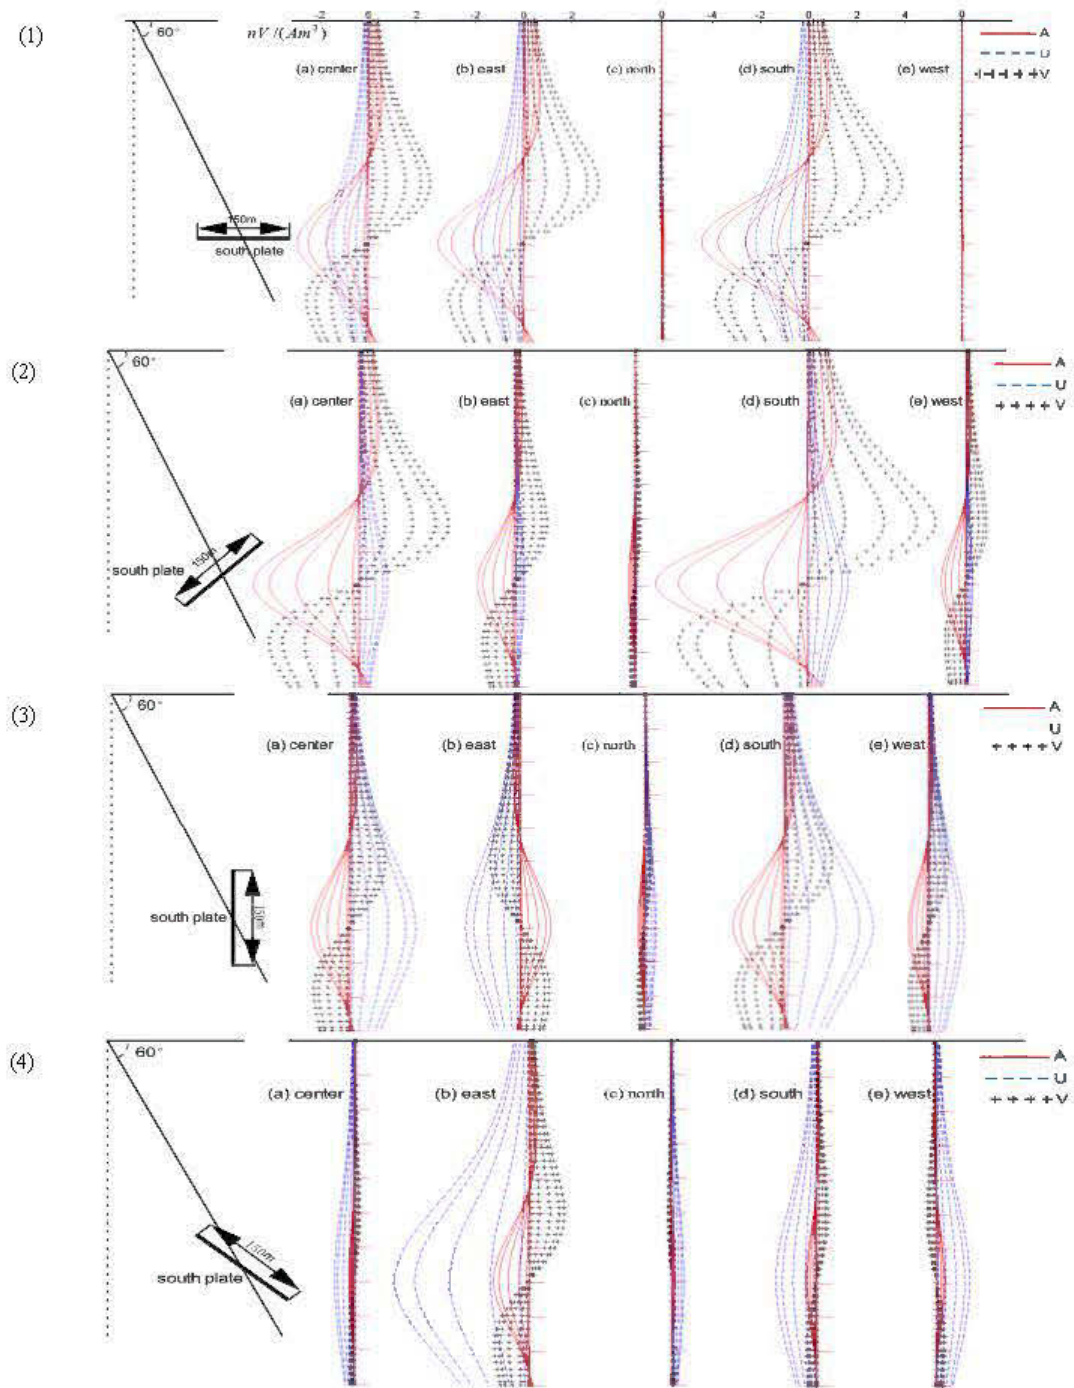 -2 0 2 -2 0 2 0 -4 -2 0 2 4 0
(1)
60°
nV/(Am²)
(a) center
(b) east
(c) north
(d) south
(e) west
A
U
V
150m
south plate
(2)
60°
(a) center
(b) east
(c) north
(d) south
(e) west
A
U
V
150m
south plate
(3)
60°
(a) center
(b) east
(c) north
(d) south
(e) west
A
U
V
150m
south plate
(4)
60°
(a) center
(b) east
(c) north
(d) south
(e) west
A
U
V
150m
south plate